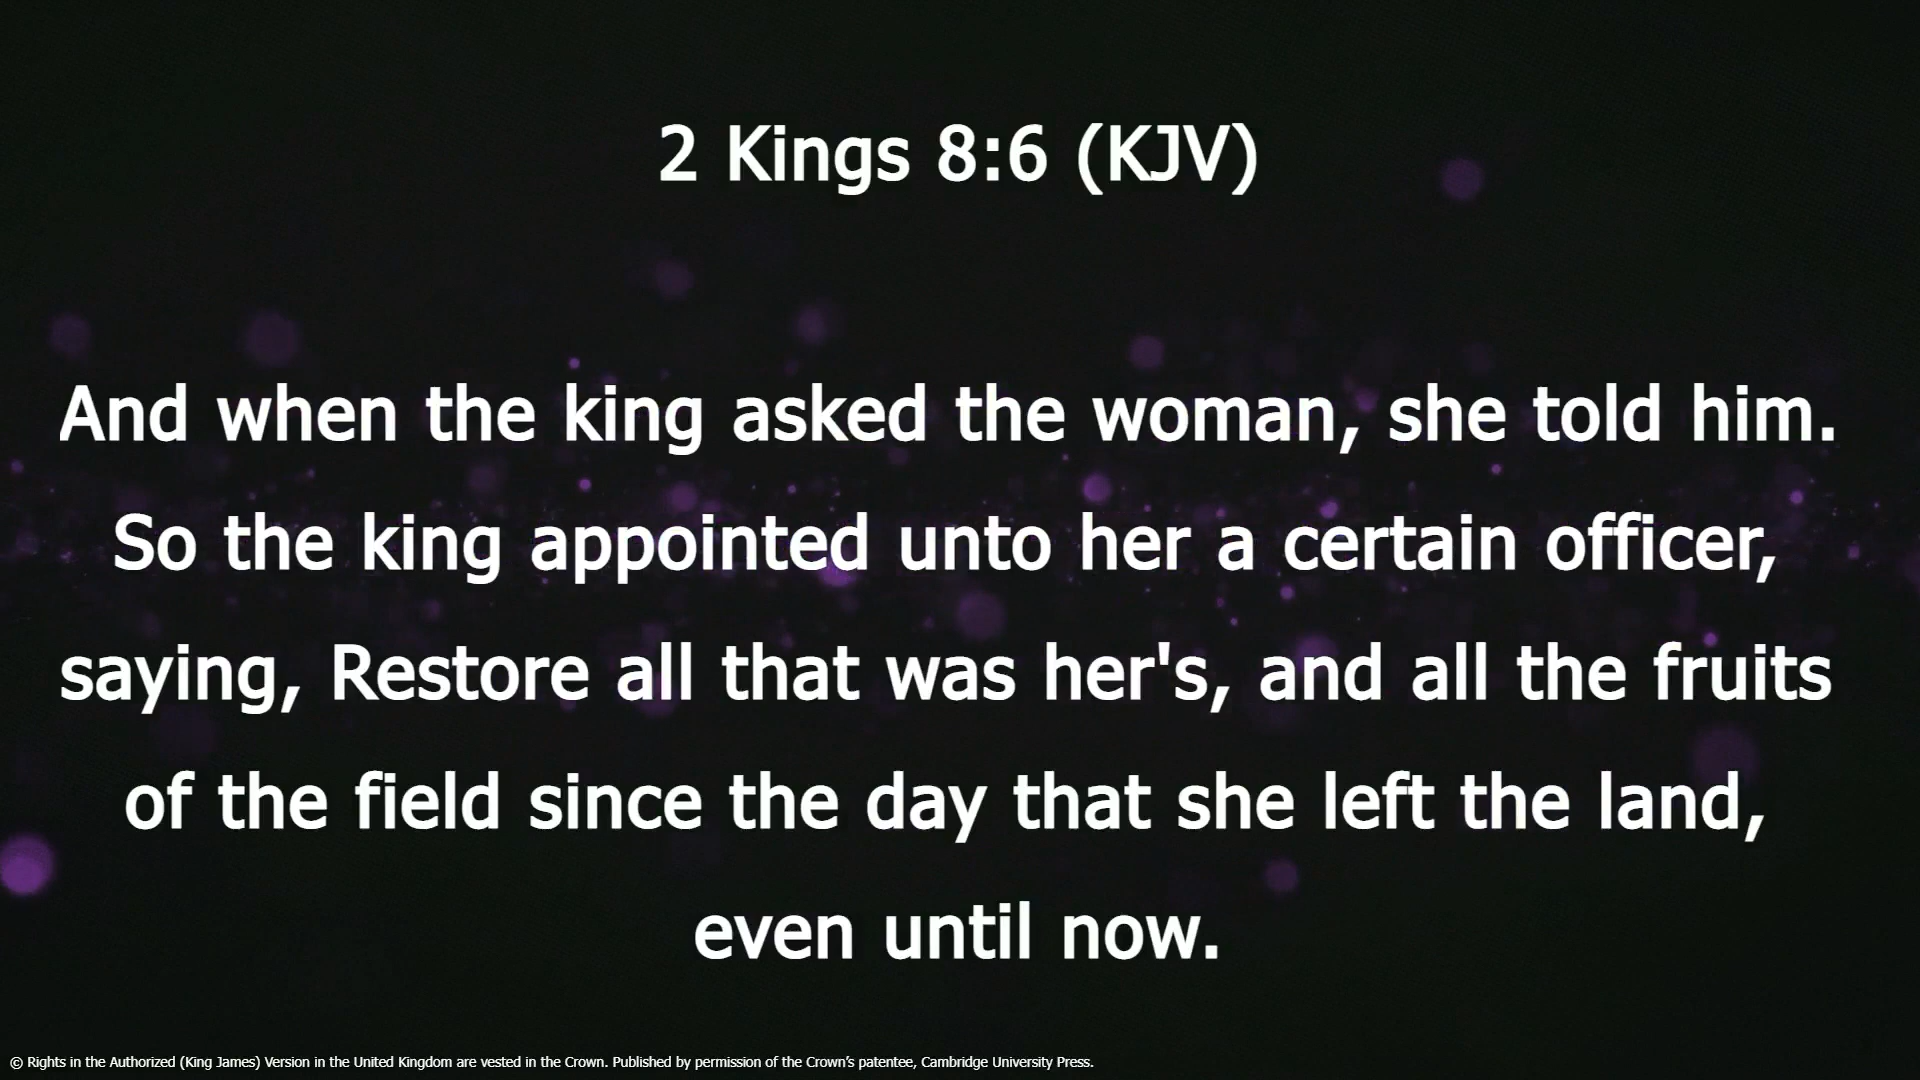 2 Kings 8:6 (KJV)
And when the king asked the woman, she told him.
So the king appointed unto her a certain officer,
saying, Restore all that was her's, and all the fruits
of the field since the day that she left the land,
even until now.
© Rights in the Authorized (King James) Version in the United Kingdom are vested in the Crown. Published by permission of the Crown’s patentee, Cambridge University Press.